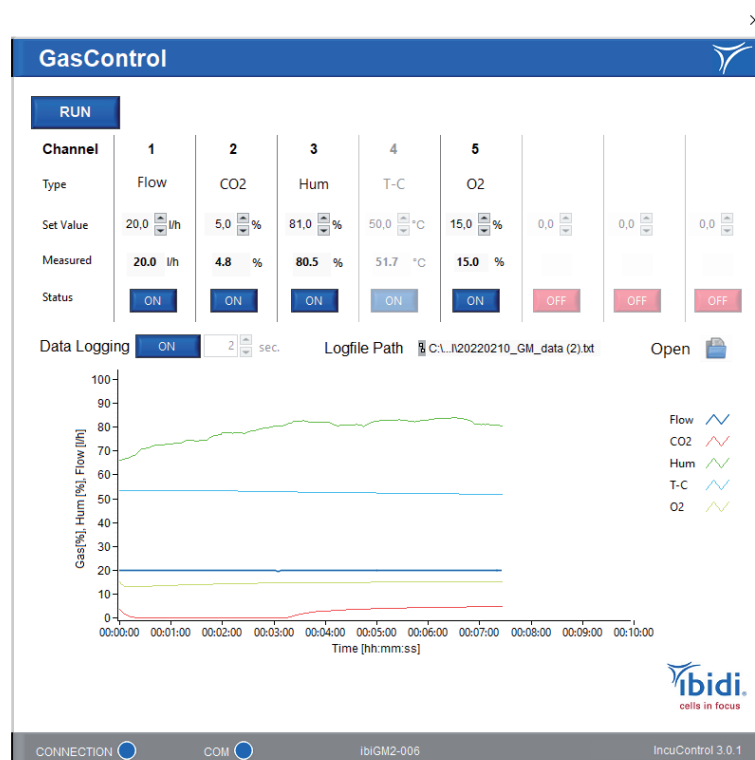 GasControl
RUN
Channel 1 2 3 4 5
Type Flow CO2 Hum T-C O2
Set Value 20,0 l/h 5,0 % 81,0 % 50,0 °C 15,0 % 0,0 0,0 0,0
Measured 20.0 l/h 4.8 % 80.5 % 51.7 °C 15.0 %
Status ON ON ON ON ON OFF OFF OFF
Data Logging ON 2 sec. Logfile Path C:\...\20220210_GM_data (2).txt Open
Gas[%], Hum [%], Flow [l/h]
100
90
80
70
60
50
40
30
20
10
0
00:00:00 00:01:00 00:02:00 00:03:00 00:04:00 00:05:00 00:06:00 00:07:00 00:08:00 00:09:00 00:10:00
Time [hh:mm:ss]
Flow
CO2
Hum
T-C
O2
ibidi.
cells in focus
CONNECTION COM ibiGM2-006 IncuControl 3.0.1